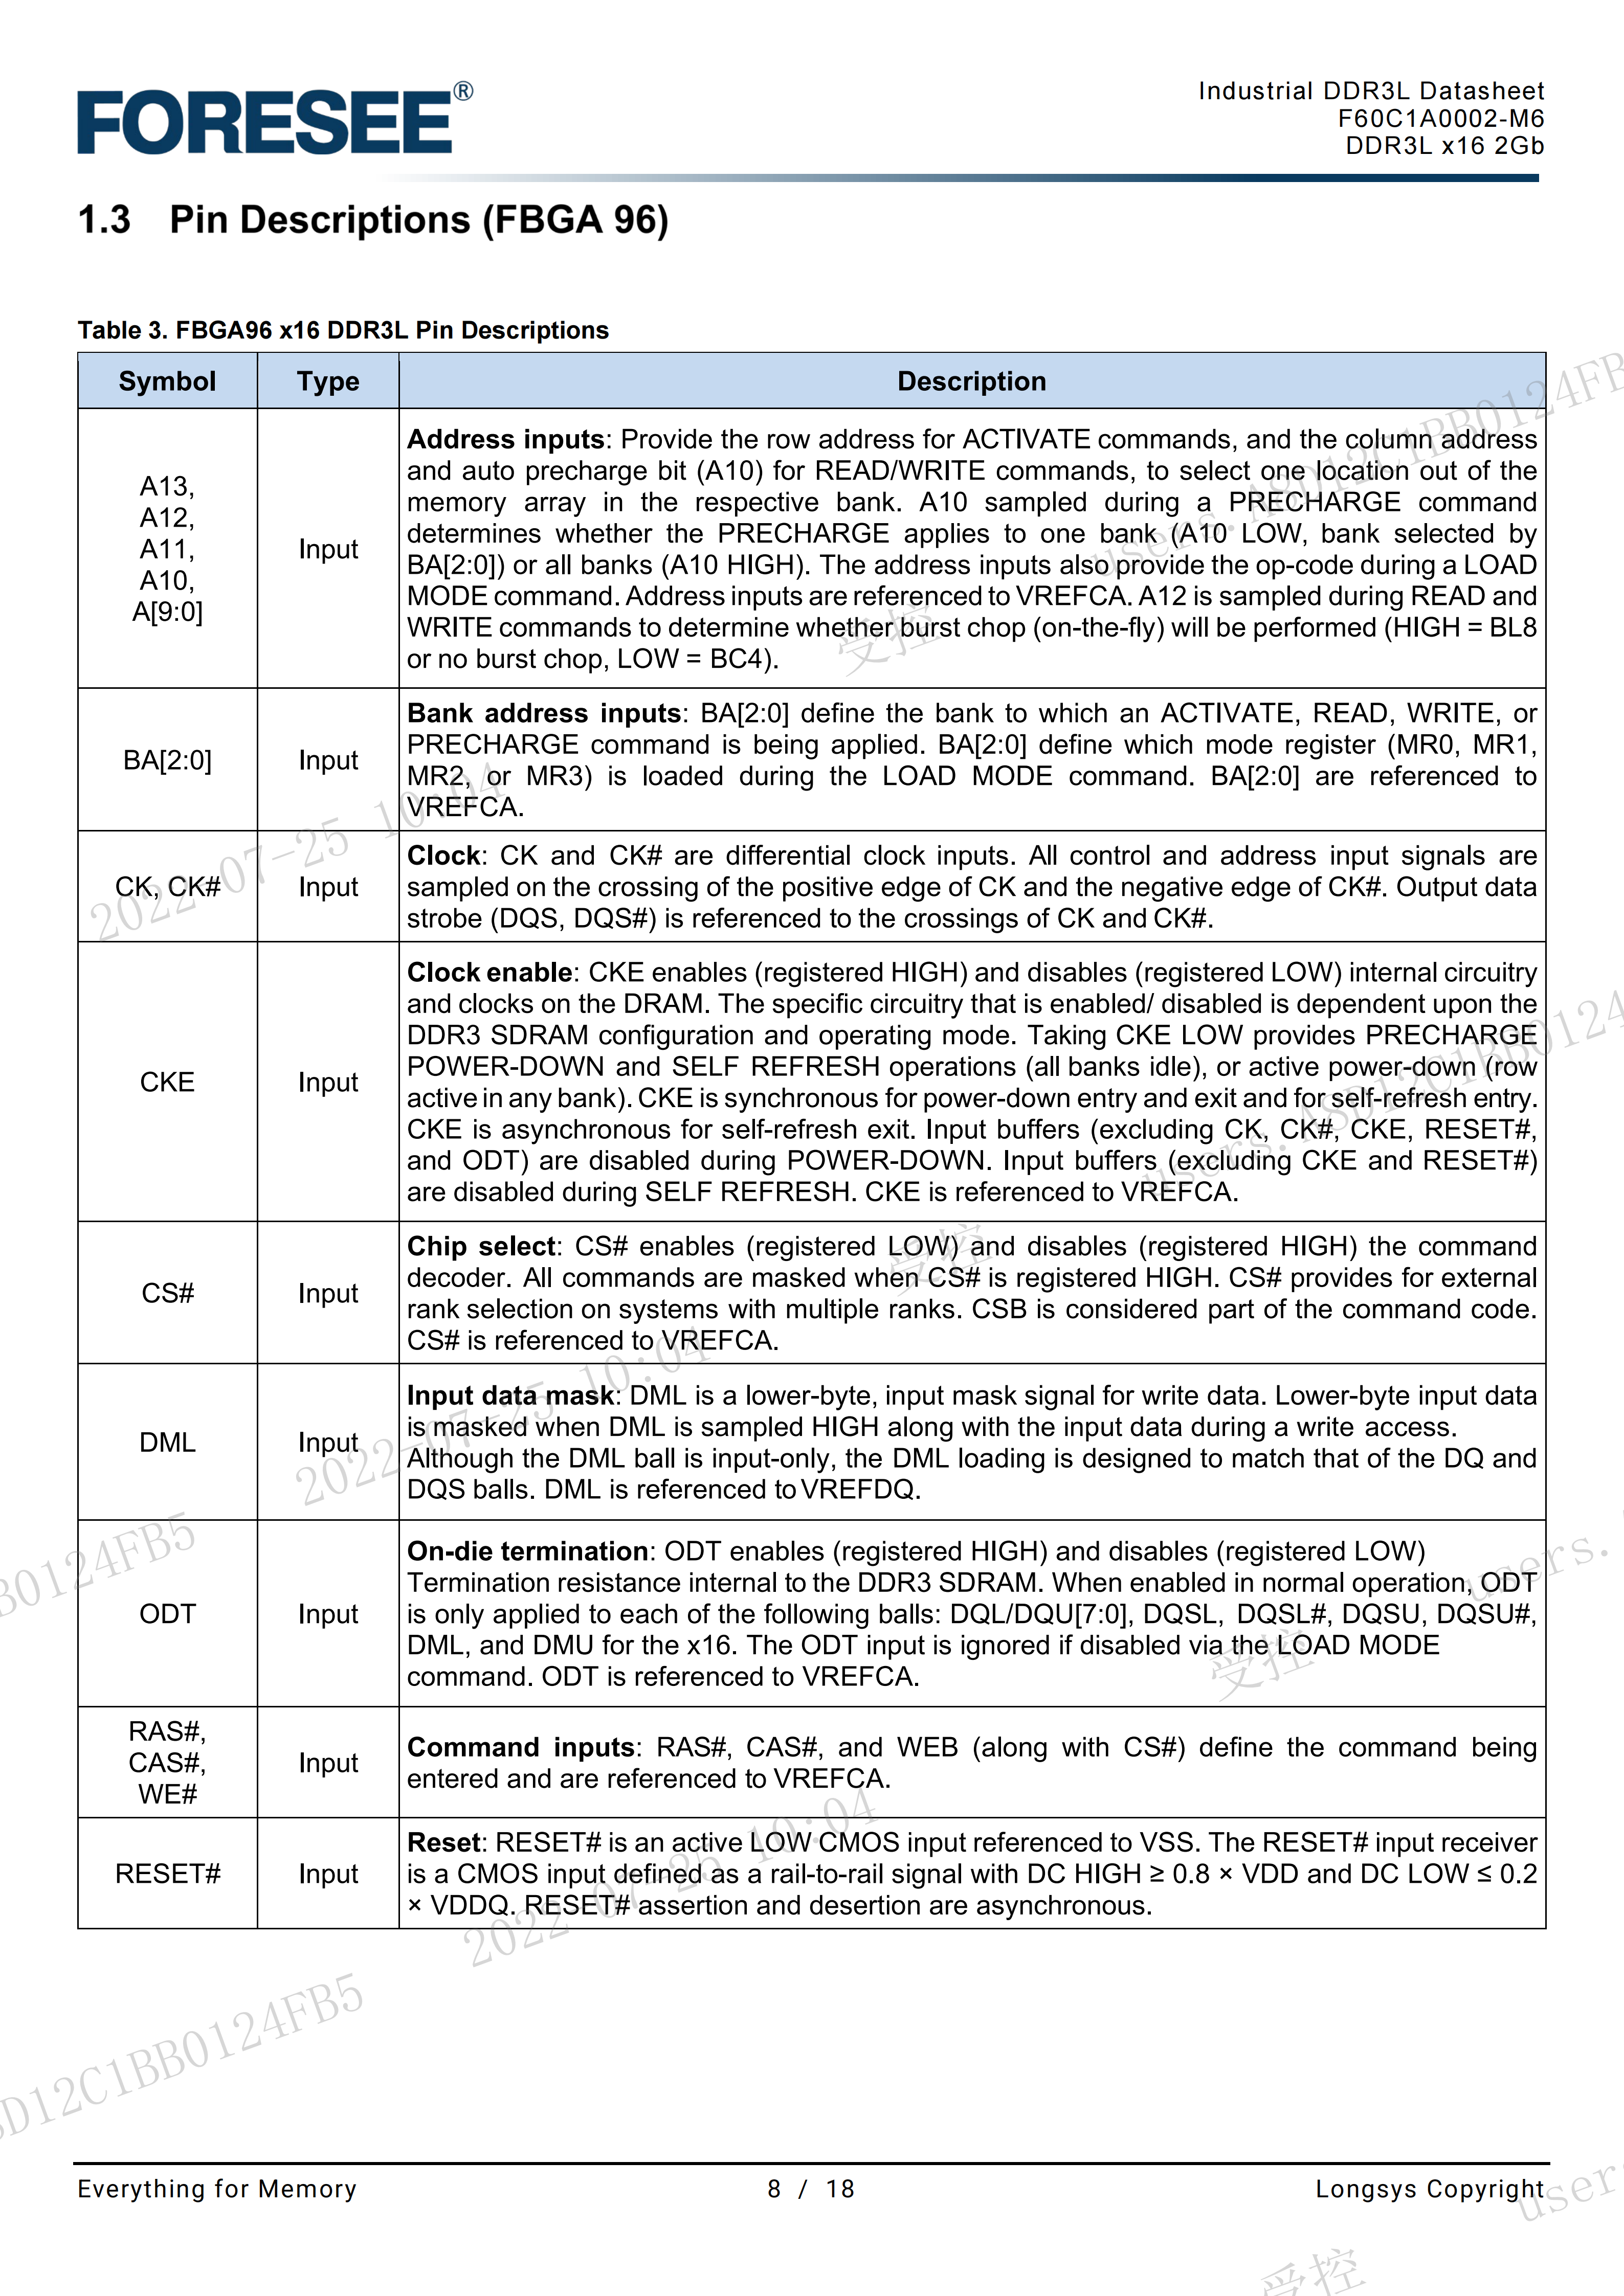 FORESEE®
Industrial DDR3L Datasheet
F60C1A0002-M6
DDR3L x16 2Gb
1.3 Pin Descriptions (FBGA 96)
Table 3. FBGA96 x16 DDR3L Pin Descriptions
Symbol Type Description
A13,
A12,
A11,
A10,
A[9:0]
Input
Address inputs: Provide the row address for ACTIVATE commands, and the column address
and auto precharge bit (A10) for READ/WRITE commands, to select one location out of the
memory array in the respective bank. A10 sampled during a PRECHARGE command
determines whether the PRECHARGE applies to one bank (A10 LOW, bank selected by
BA[2:0]) or all banks (A10 HIGH). The address inputs also provide the op-code during a LOAD
MODE command. Address inputs are referenced to VREFCA. A12 is sampled during READ and
WRITE commands to determine whether burst chop (on-the-fly) will be performed (HIGH = BL8
or no burst chop, LOW = BC4).
BA[2:0]
Input
Bank address inputs: BA[2:0] define the bank to which an ACTIVATE, READ, WRITE, or
PRECHARGE command is being applied. BA[2:0] define which mode register (MR0, MR1,
MR2, or MR3) is loaded during the LOAD MODE command. BA[2:0] are referenced to
VREFCA.
CK, CK#
Input
Clock: CK and CK# are differential clock inputs. All control and address input signals are
sampled on the crossing of the positive edge of CK and the negative edge of CK#. Output data
strobe (DQS, DQS#) is referenced to the crossings of CK and CK#.
CKE
Input
Clock enable: CKE enables (registered HIGH) and disables (registered LOW) internal circuitry
and clocks on the DRAM. The specific circuitry that is enabled/ disabled is dependent upon the
DDR3 SDRAM configuration and operating mode. Taking CKE LOW provides PRECHARGE
POWER-DOWN and SELF REFRESH operations (all banks idle), or active power-down (row
active in any bank). CKE is synchronous for power-down entry and exit and for self-refresh entry.
CKE is asynchronous for self-refresh exit. Input buffers (excluding CK, CK#, CKE, RESET#,
and ODT) are disabled during POWER-DOWN. Input buffers (excluding CKE and RESET#)
are disabled during SELF REFRESH. CKE is referenced to VREFCA.
CS#
Input
Chip select: CS# enables (registered LOW) and disables (registered HIGH) the command
decoder. All commands are masked when CS# is registered HIGH. CS# provides for external
rank selection on systems with multiple ranks. CSB is considered part of the command code.
CS# is referenced to VREFCA.
DML
Input
Input data mask: DML is a lower-byte, input mask signal for write data. Lower-byte input data
is masked when DML is sampled HIGH along with the input data during a write access.
Although the DML ball is input-only, the DML loading is designed to match that of the DQ and
DQS balls. DML is referenced to VREFDQ.
ODT
Input
On-die termination: ODT enables (registered HIGH) and disables (registered LOW)
Termination resistance internal to the DDR3 SDRAM. When enabled in normal operation, ODT
is only applied to each of the following balls: DQL/DQU[7:0], DQSL, DQSL#, DQSU, DQSU#,
DML, and DMU for the x16. The ODT input is ignored if disabled via the LOAD MODE
command. ODT is referenced to VREFCA.
RAS#,
CAS#,
WE#
Input
Command inputs: RAS#, CAS#, and WEB (along with CS#) define the command being
entered and are referenced to VREFCA.
RESET#
Input
Reset: RESET# is an active LOW CMOS input referenced to VSS. The RESET# input receiver
is a CMOS input defined as a rail-to-rail signal with DC HIGH ≥ 0.8 × VDD and DC LOW ≤ 0.2
× VDDQ. RESET# assertion and desertion are asynchronous.
Everything for Memory 8 / 18 Longsys Copyright
users.A8D12C1BB0124FB
受控
2022-07-25 10:04
users.A8D12C1BB0124
受控
2022-07-25 10:04
B0124FB5
users.
受控
2022-07-25 10:04
D12C1BB0124FB5
users
受控